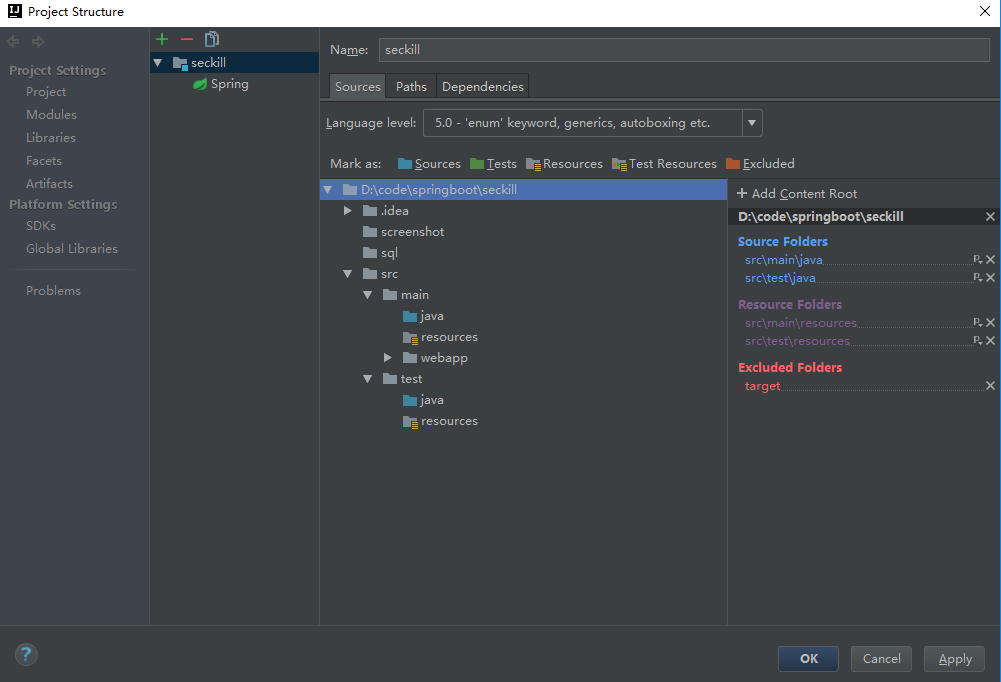 Project Structure
Project Settings
Project
Modules
Libraries
Facets
Artifacts
Platform Settings
SDKs
Global Libraries
Problems
seckill
Spring
Name: seckill
Sources Paths Dependencies
Language level: 5.0 - 'enum' keyword, generics, autoboxing etc.
Mark as: Sources Tests Resources Test Resources Excluded
D:\code\springboot\seckill
.idea
screenshot
sql
src
main
java
resources
webapp
test
java
resources
+ Add Content Root
D:\code\springboot\seckill
Source Folders
src\main\java
src\test\java
Resource Folders
src\main\resources
src\test\resources
Excluded Folders
target
?
OK Cancel Apply